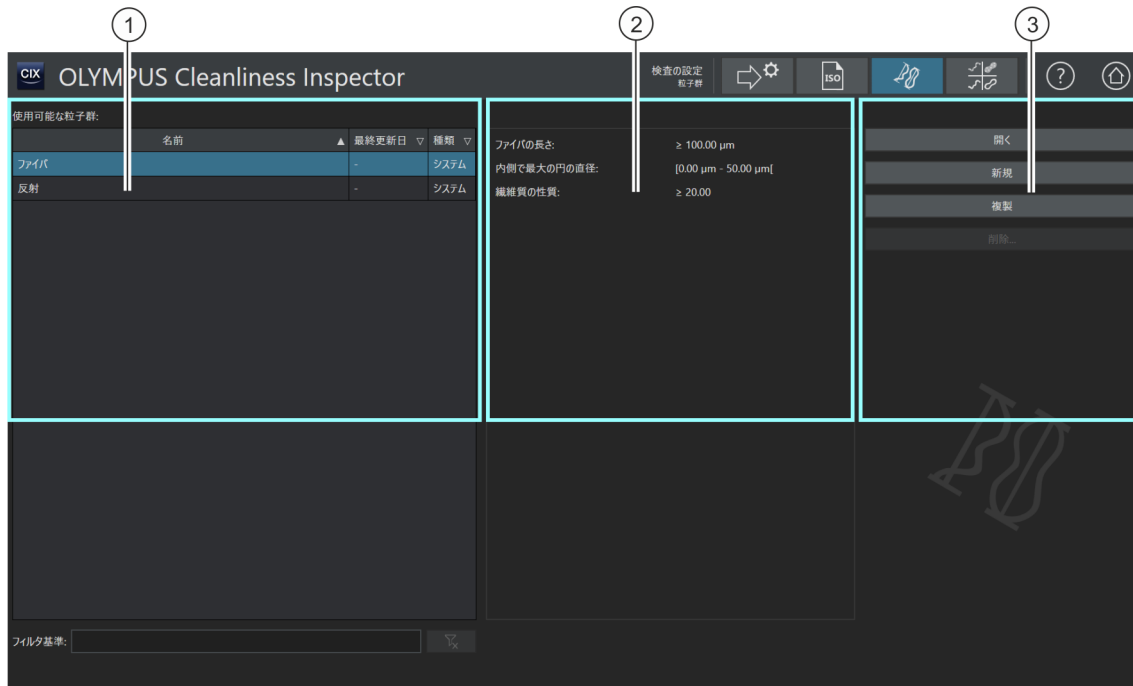 1
2
3
CIX OLYMPUS Cleanliness Inspector
検査の設定
粒子群
ISO
?
使用可能な粒子群:
名前 ▲ 最終更新日 ▽ 種類 ▽
ファイバ - システム
反射 - システム
ファイバの長さ: ≥ 100.00 µm
内側で最大の円の直径: [0.00 µm - 50.00 µm[
繊維質の性質: ≥ 20.00
開く
新規
複製
削除...
フィルタ基準: